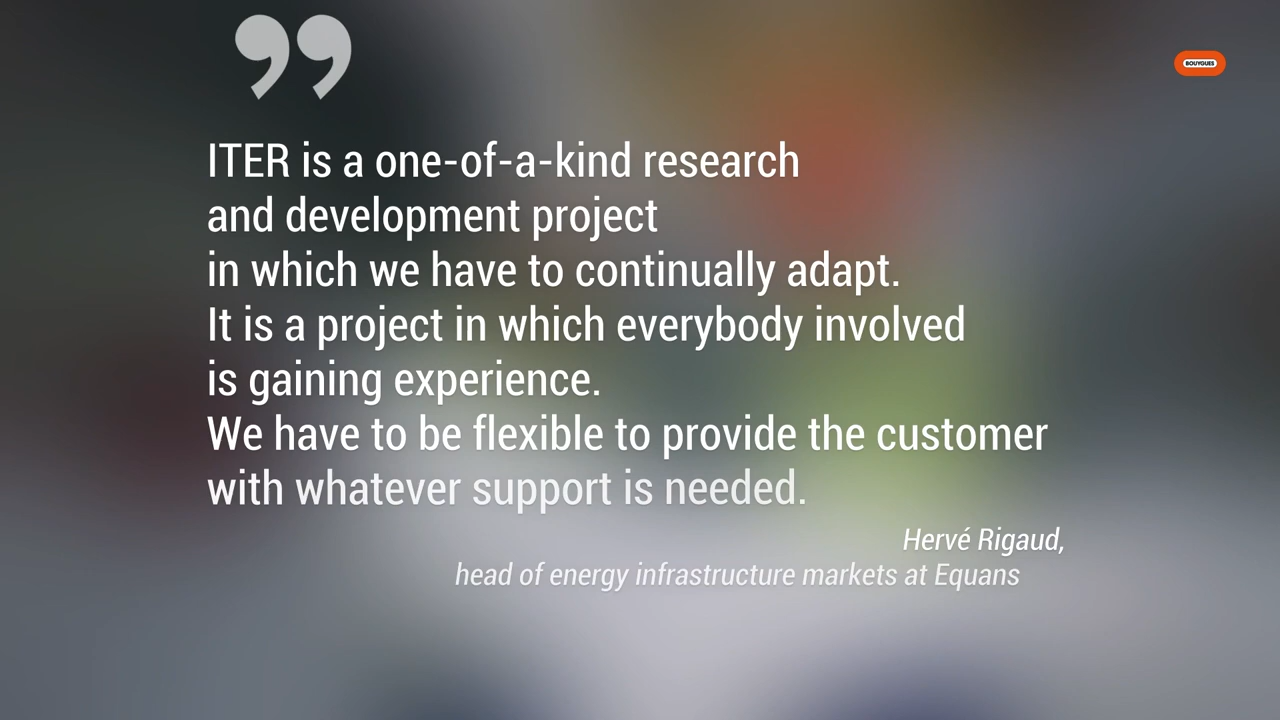 ”
BOUYGUES
ITER is a one-of-a-kind research
and development project
in which we have to continually adapt.
It is a project in which everybody involved
is gaining experience.
We have to be flexible to provide the customer
with whatever support is needed.
Hervé Rigaud,
head of energy infrastructure markets at Equans